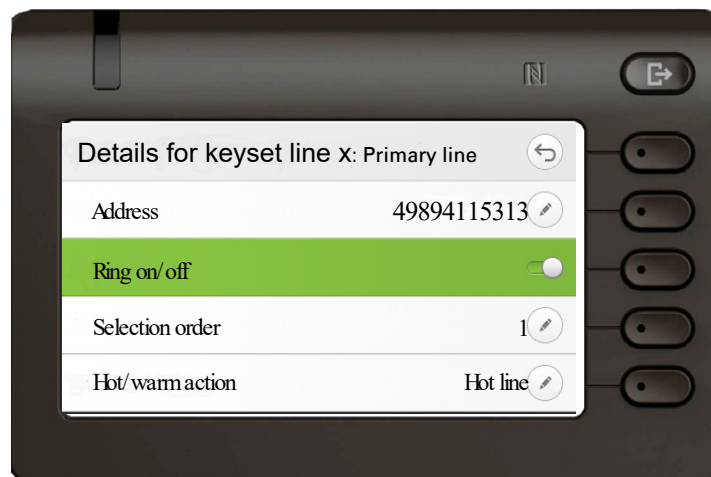 Details for keyset line x: Primary line
Address 49894115313
Ring on/off
Selection order 1
Hot/warm action Hot line